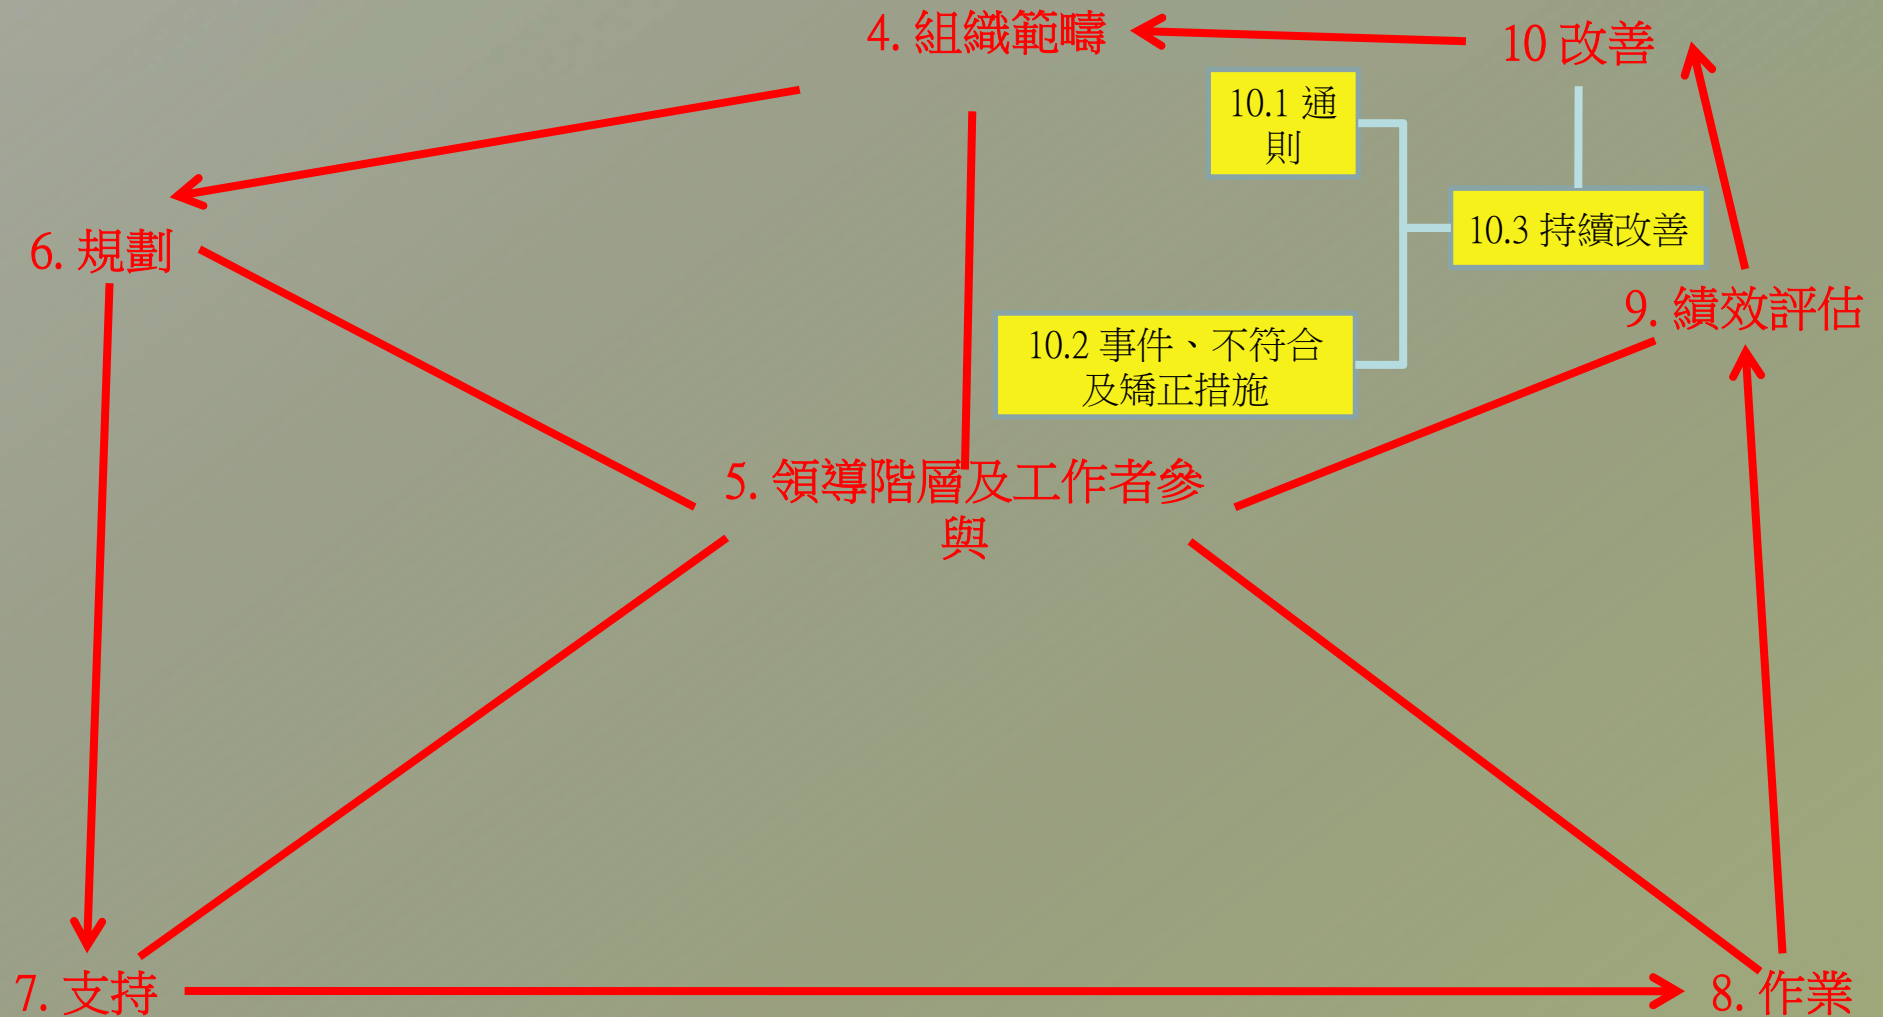 4. 組織範疇
10 改善
10.1 通
則
6. 規劃
10.3 持續改善
9. 績效評估
10.2 事件、不符合
及矯正措施
5. 領導階層及工作者參
與
7. 支持
8. 作業